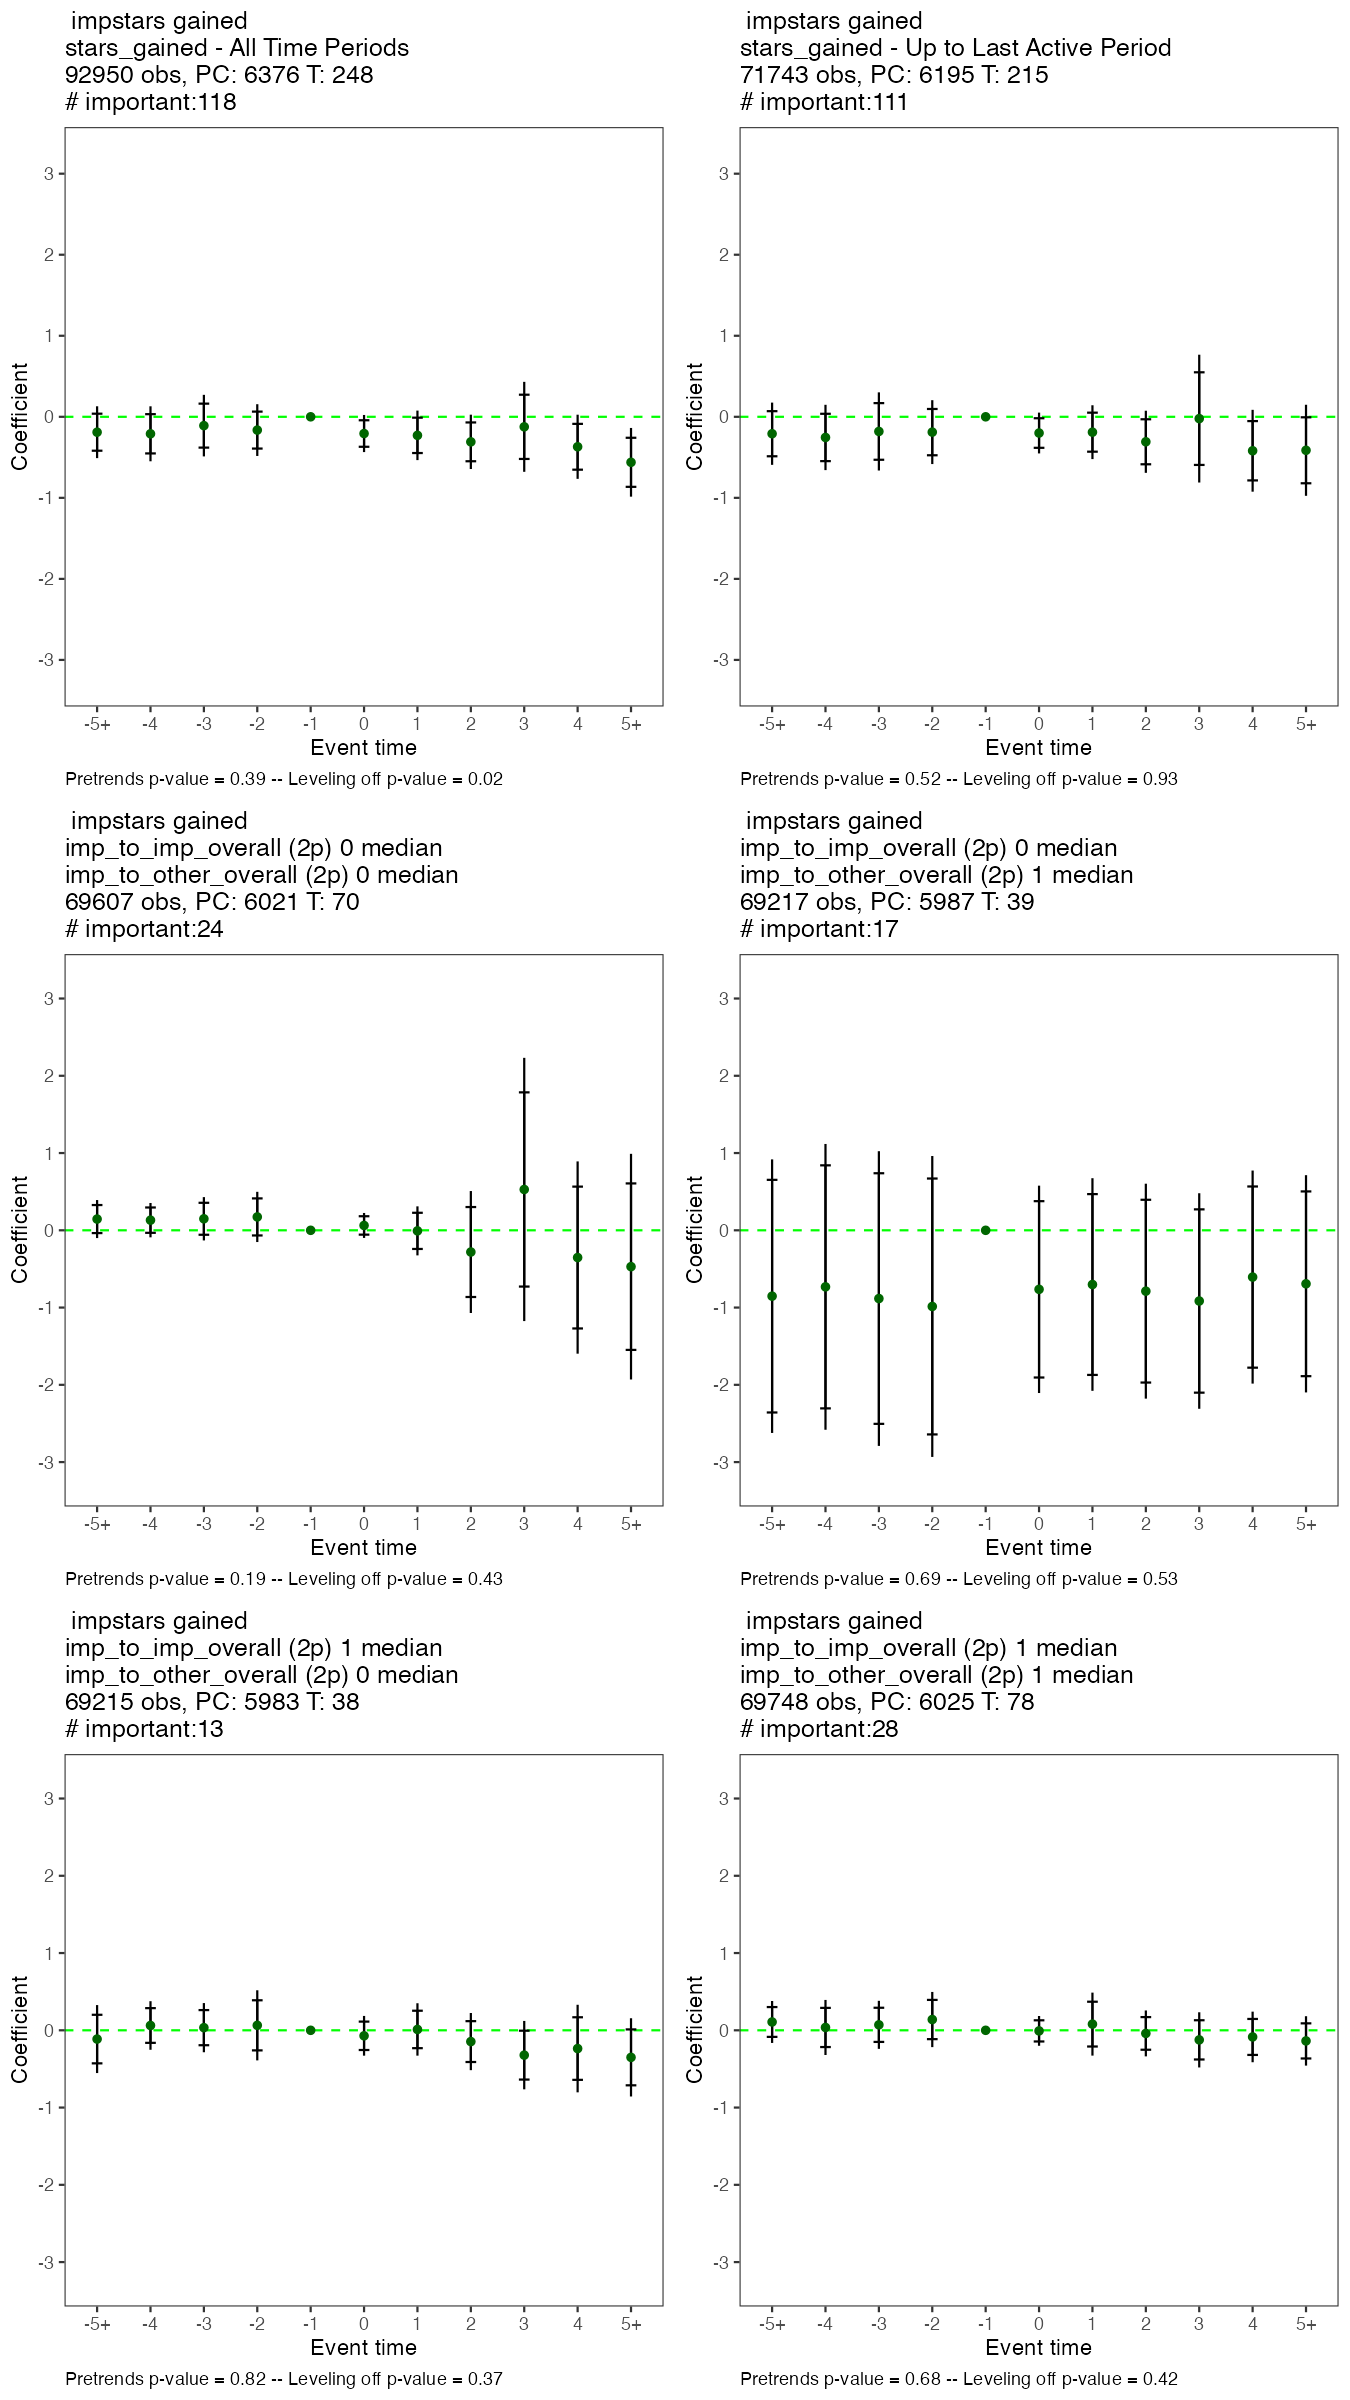 impstars gained
stars_gained - All Time Periods
92950 obs, PC: 6376 T: 248
# important:118
3
2
1
0
-1
-2
-3
Coefficient
-5+ -4 -3 -2 -1 0 1 2 3 4 5+
Event time
Pretrends p-value = 0.39 -- Leveling off p-value = 0.02
impstars gained
stars_gained - Up to Last Active Period
71743 obs, PC: 6195 T: 215
# important:111
3
2
1
0
-1
-2
-3
Coefficient
-5+ -4 -3 -2 -1 0 1 2 3 4 5+
Event time
Pretrends p-value = 0.52 -- Leveling off p-value = 0.93
impstars gained
imp_to_imp_overall (2p) 0 median
imp_to_other_overall (2p) 0 median
69607 obs, PC: 6021 T: 70
# important:24
3
2
1
0
-1
-2
-3
Coefficient
-5+ -4 -3 -2 -1 0 1 2 3 4 5+
Event time
Pretrends p-value = 0.19 -- Leveling off p-value = 0.43
impstars gained
imp_to_imp_overall (2p) 0 median
imp_to_other_overall (2p) 1 median
69217 obs, PC: 5987 T: 39
# important:17
3
2
1
0
-1
-2
-3
Coefficient
-5+ -4 -3 -2 -1 0 1 2 3 4 5+
Event time
Pretrends p-value = 0.69 -- Leveling off p-value = 0.53
impstars gained
imp_to_imp_overall (2p) 1 median
imp_to_other_overall (2p) 0 median
69215 obs, PC: 5983 T: 38
# important:13
3
2
1
0
-1
-2
-3
Coefficient
-5+ -4 -3 -2 -1 0 1 2 3 4 5+
Event time
Pretrends p-value = 0.82 -- Leveling off p-value = 0.37
impstars gained
imp_to_imp_overall (2p) 1 median
imp_to_other_overall (2p) 1 median
69748 obs, PC: 6025 T: 78
# important:28
3
2
1
0
-1
-2
-3
Coefficient
-5+ -4 -3 -2 -1 0 1 2 3 4 5+
Event time
Pretrends p-value = 0.68 -- Leveling off p-value = 0.42